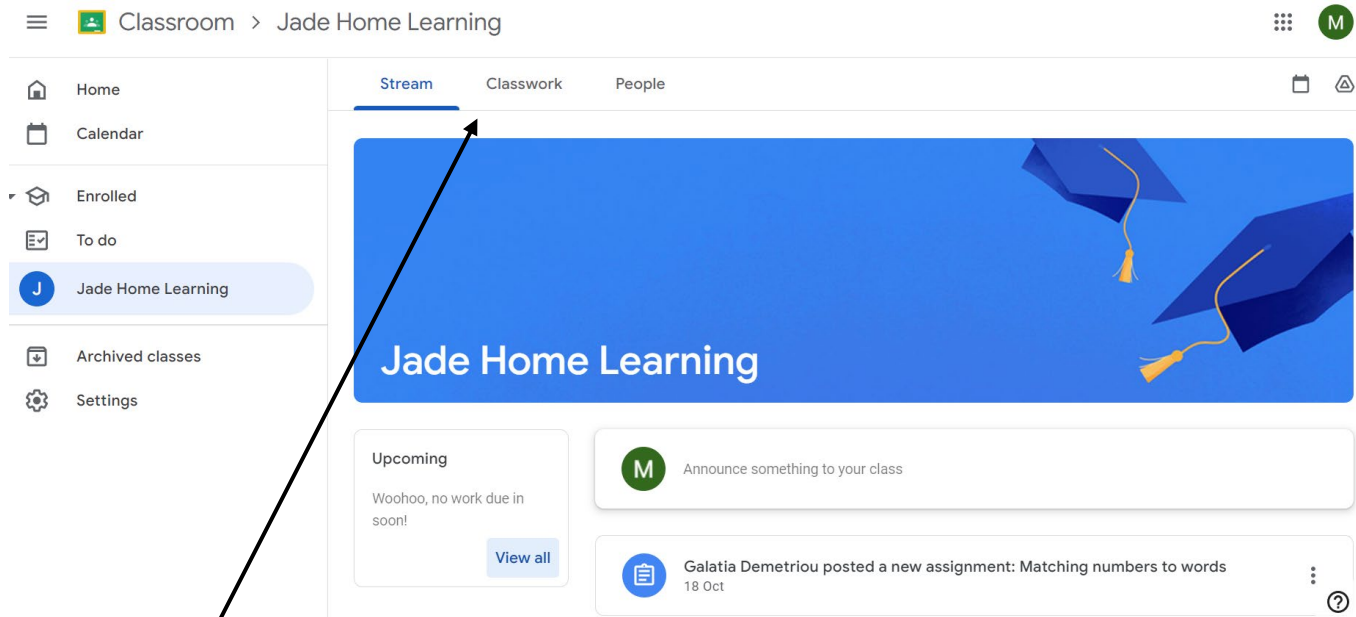 Classroom > Jade Home Learning
M
Home
Calendar
Enrolled
To do
J Jade Home Learning
Archived classes
Settings
Stream Classwork People
Jade Home Learning
Upcoming
Woohoo, no work due in
soon!
View all
M Announce something to your class
Galatia Demetriou posted a new assignment: Matching numbers to words
18 Oct
?